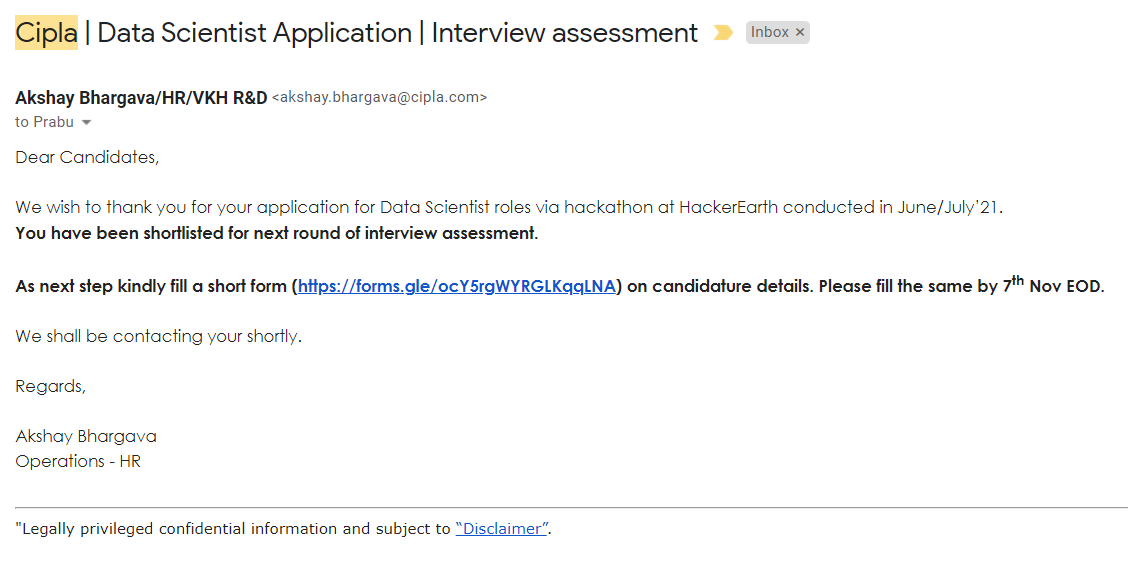 Cipla | Data Scientist Application | Interview assessment Inbox ×
Akshay Bhargava/HR/VKH R&D <akshay.bhargava@cipla.com>
to Prabu
Dear Candidates,
We wish to thank you for your application for Data Scientist roles via hackathon at HackerEarth conducted in June/July'21.
You have been shortlisted for next round of interview assessment.
As next step kindly fill a short form (https://forms.gle/ocY5rgWYRGLKqqLNA) on candidature details. Please fill the same by 7th Nov EOD.
We shall be contacting your shortly.
Regards,
Akshay Bhargava
Operations - HR
"Legally privileged confidential information and subject to “Disclaimer”.